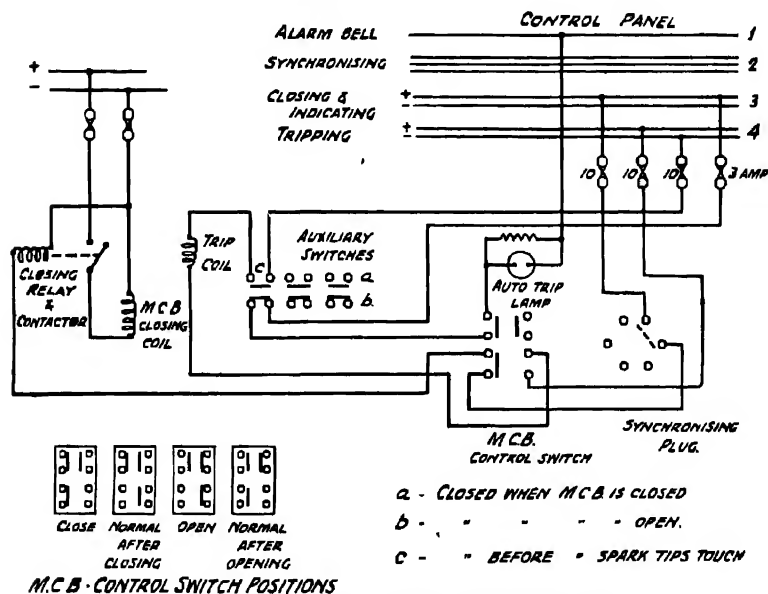 CONTROL PANEL
ALARM BELL 1
SYNCHRONISING 2
CLOSING &
INDICATING + − 3
TRIPPING + − 4
+
−
10 10 10 3 AMP
TRIP
COIL
AUXILIARY
SWITCHES
c a
b
CLOSING
RELAY
&
CONTACTOR
M.C.B
CLOSING
COIL
AUTO TRIP
LAMP
M.C.B.
CONTROL SWITCH
SYNCHRONISING
PLUG.
CLOSE
NORMAL
AFTER
CLOSING
OPEN
NORMAL
AFTER
OPENING
M.C.B - CONTROL SWITCH POSITIONS
a - CLOSED WHEN M.C.B IS CLOSED
b - " " " " OPEN.
c - " BEFORE " SPARK TIPS TOUCH